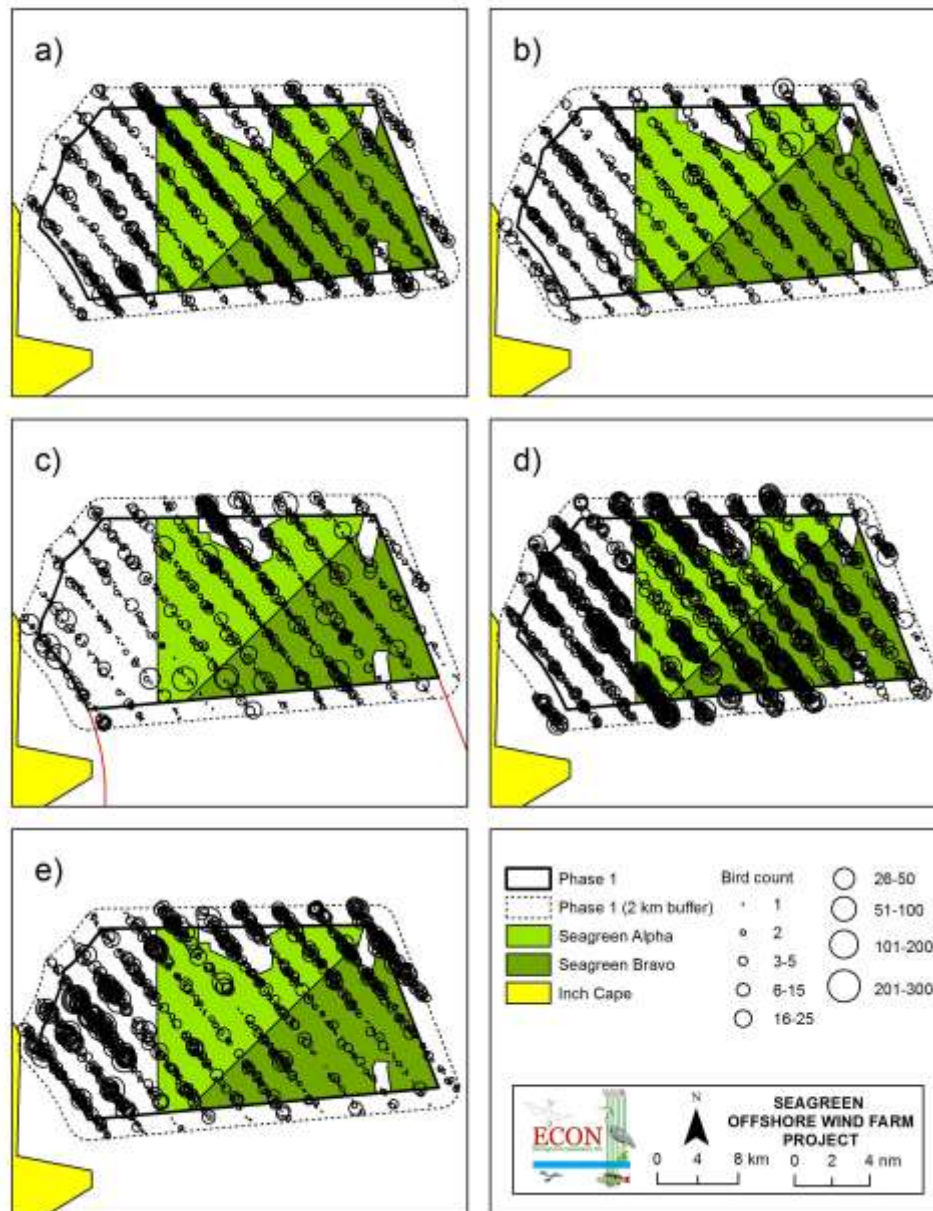 a)
b)
c)
d)
e)
Phase 1
Phase 1 (2 km buffer)
Seagreen Alpha
Seagreen Bravo
Inch Cape
Bird count
1
2
3-5
6-15
16-25
26-50
51-100
101-200
201-300
ECON
N
0 4 8 km
0 2 4 nm
SEAGREEN
OFFSHORE WIND FARM
PROJECT